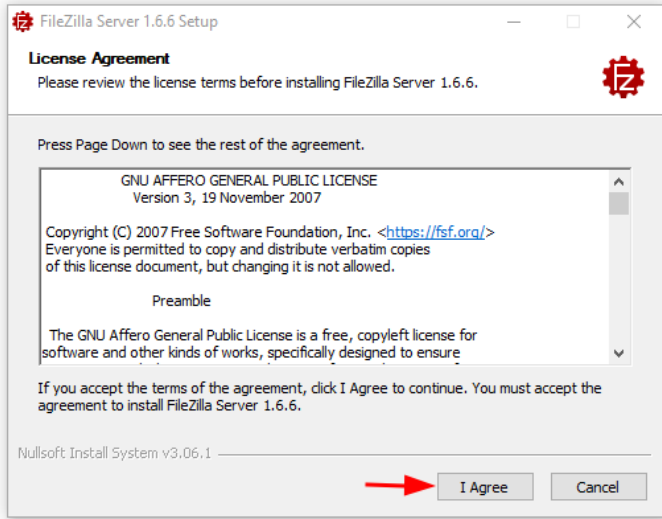 FileZilla Server 1.6.6 Setup
License Agreement
Please review the license terms before installing FileZilla Server 1.6.6.
Fz
Press Page Down to see the rest of the agreement.
GNU AFFERO GENERAL PUBLIC LICENSE
Version 3, 19 November 2007
Copyright (C) 2007 Free Software Foundation, Inc. <https://fsf.org/>
Everyone is permitted to copy and distribute verbatim copies
of this license document, but changing it is not allowed.
Preamble
The GNU Affero General Public License is a free, copyleft license for
software and other kinds of works, specifically designed to ensure
If you accept the terms of the agreement, click I Agree to continue. You must accept the
agreement to install FileZilla Server 1.6.6.
Nullsoft Install System v3.06.1
I Agree
Cancel